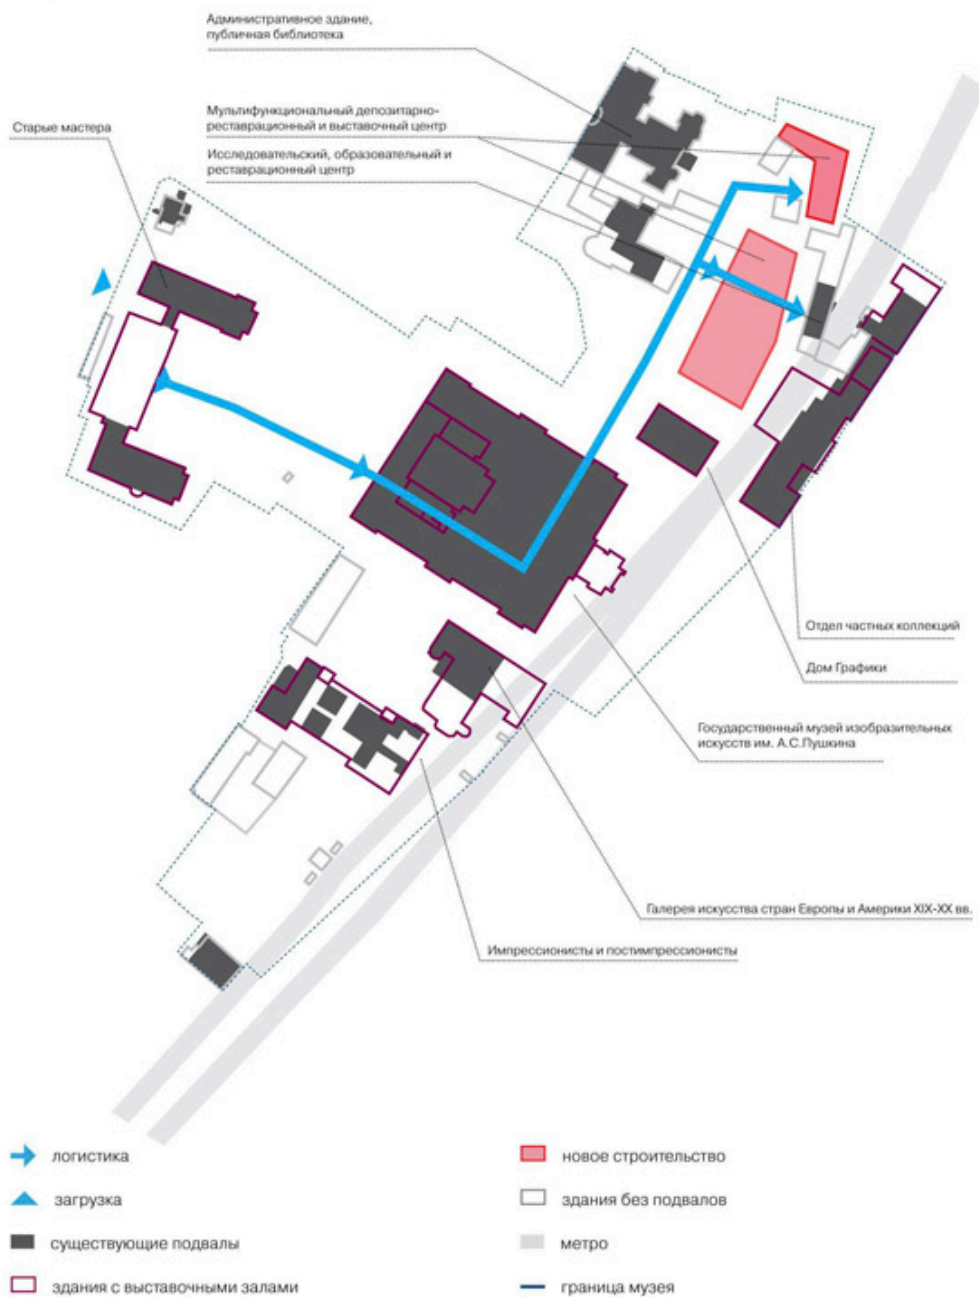 Административное здание,
публичная библиотека
Мультифункциональный депозитарно-
реставрационный и выставочный центр
Исследовательский, образовательный и
реставрационный центр
Старые мастера
Отдел частных коллекций
Дом Графики
Государственный музей изобразительных
искусств им. А.С.Пушкина
Галерея искусства стран Европы и Америки XIX-XX вв.
Импрессионисты и постимпрессионисты
логистика
загрузка
существующие подвалы
здания с выставочными залами
новое строительство
здания без подвалов
метро
граница музея